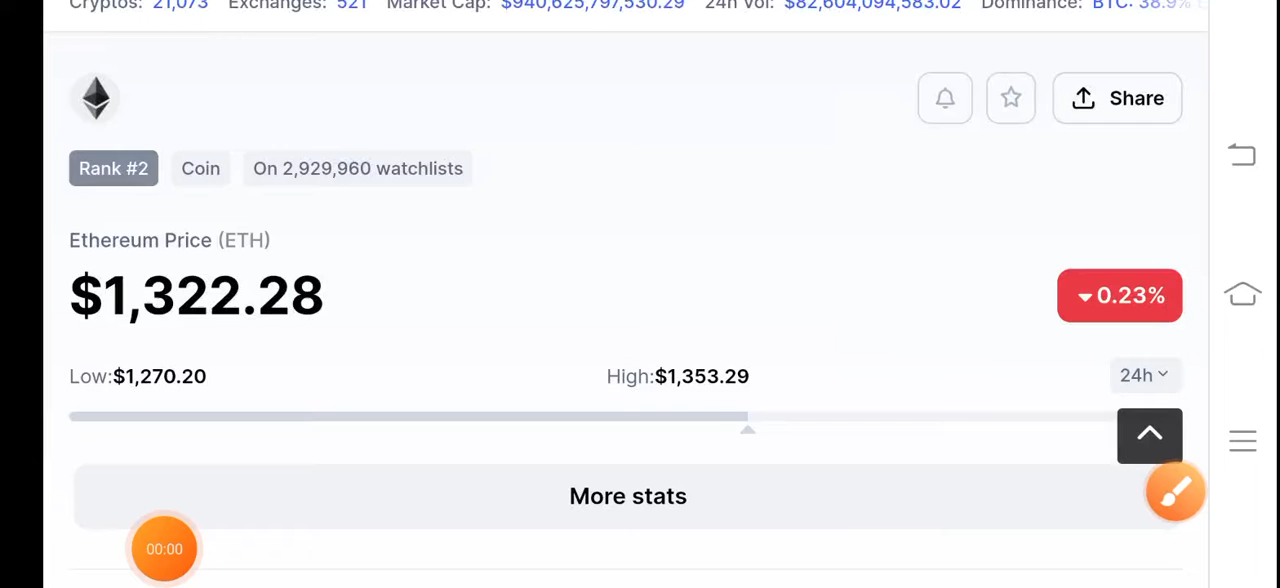 Cryptos: 21,073 Exchanges: 521 Market Cap: $940,625,797,530.29 24h Vol: $82,604,094,583.02 Dominance: BTC: 38.9%
Share
Rank #2 Coin On 2,929,960 watchlists
Ethereum Price (ETH)
$1,322.28 0.23%
Low:$1,270.20 High:$1,353.29 24h
More stats
00:00